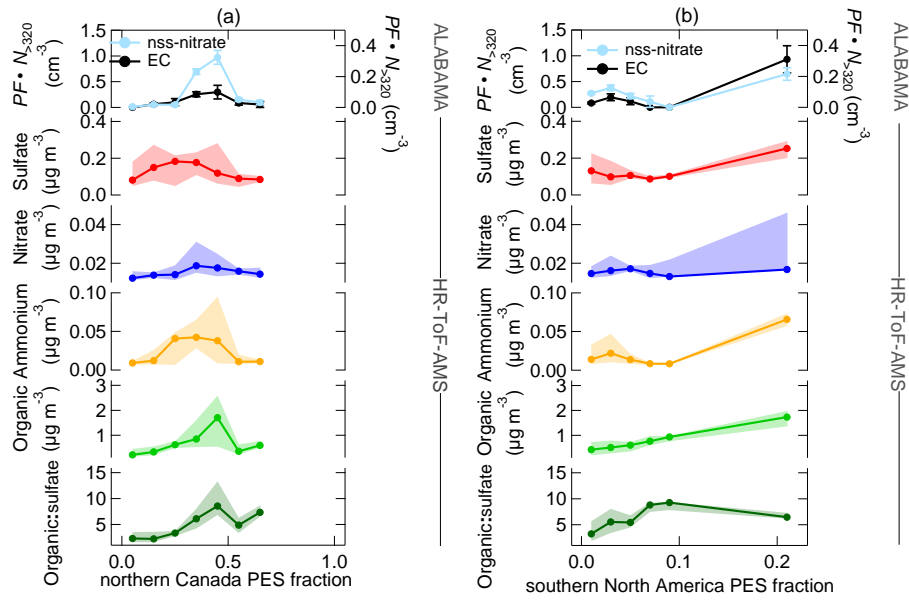 (a)
PF • N>320
(cm-3)
1.5
1.0
0.5
0.0
nss-nitrate
EC
0.4
0.2
0.0
PF • N>320 (cm-3)
ALABAMA
Sulfate
(µg m-3)
0.4
0.2
0.0
Nitrate
(µg m-3)
0.04
0.02
Ammonium
(µg m-3)
0.10
0.05
0.00
Organic
(µg m-3)
3
2
1
Organic:sulfate
15
10
5
HR-ToF-AMS
0.0
0.5
1.0
northern Canada PES fraction
(b)
PF • N>320
(cm-3)
1.5
1.0
0.5
0.0
nss-nitrate
EC
0.4
0.2
0.0
PF • N>320 (cm-3)
ALABAMA
Sulfate
(µg m-3)
0.4
0.2
0.0
Nitrate
(µg m-3)
0.04
0.02
Ammonium
(µg m-3)
0.10
0.05
0.00
Organic
(µg m-3)
3
2
1
Organic:sulfate
15
10
5
HR-ToF-AMS
0.0
0.1
0.2
southern North America PES fraction